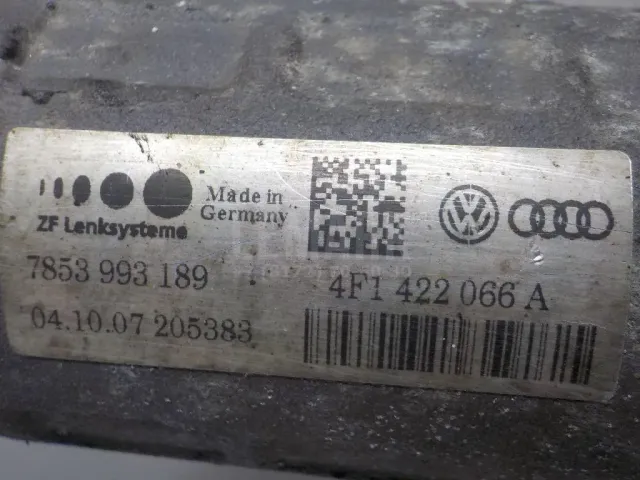 Made in
Germany
ZF Lenksysteme
7853 993 189
4F1 422 066 A
04.10.07 205383